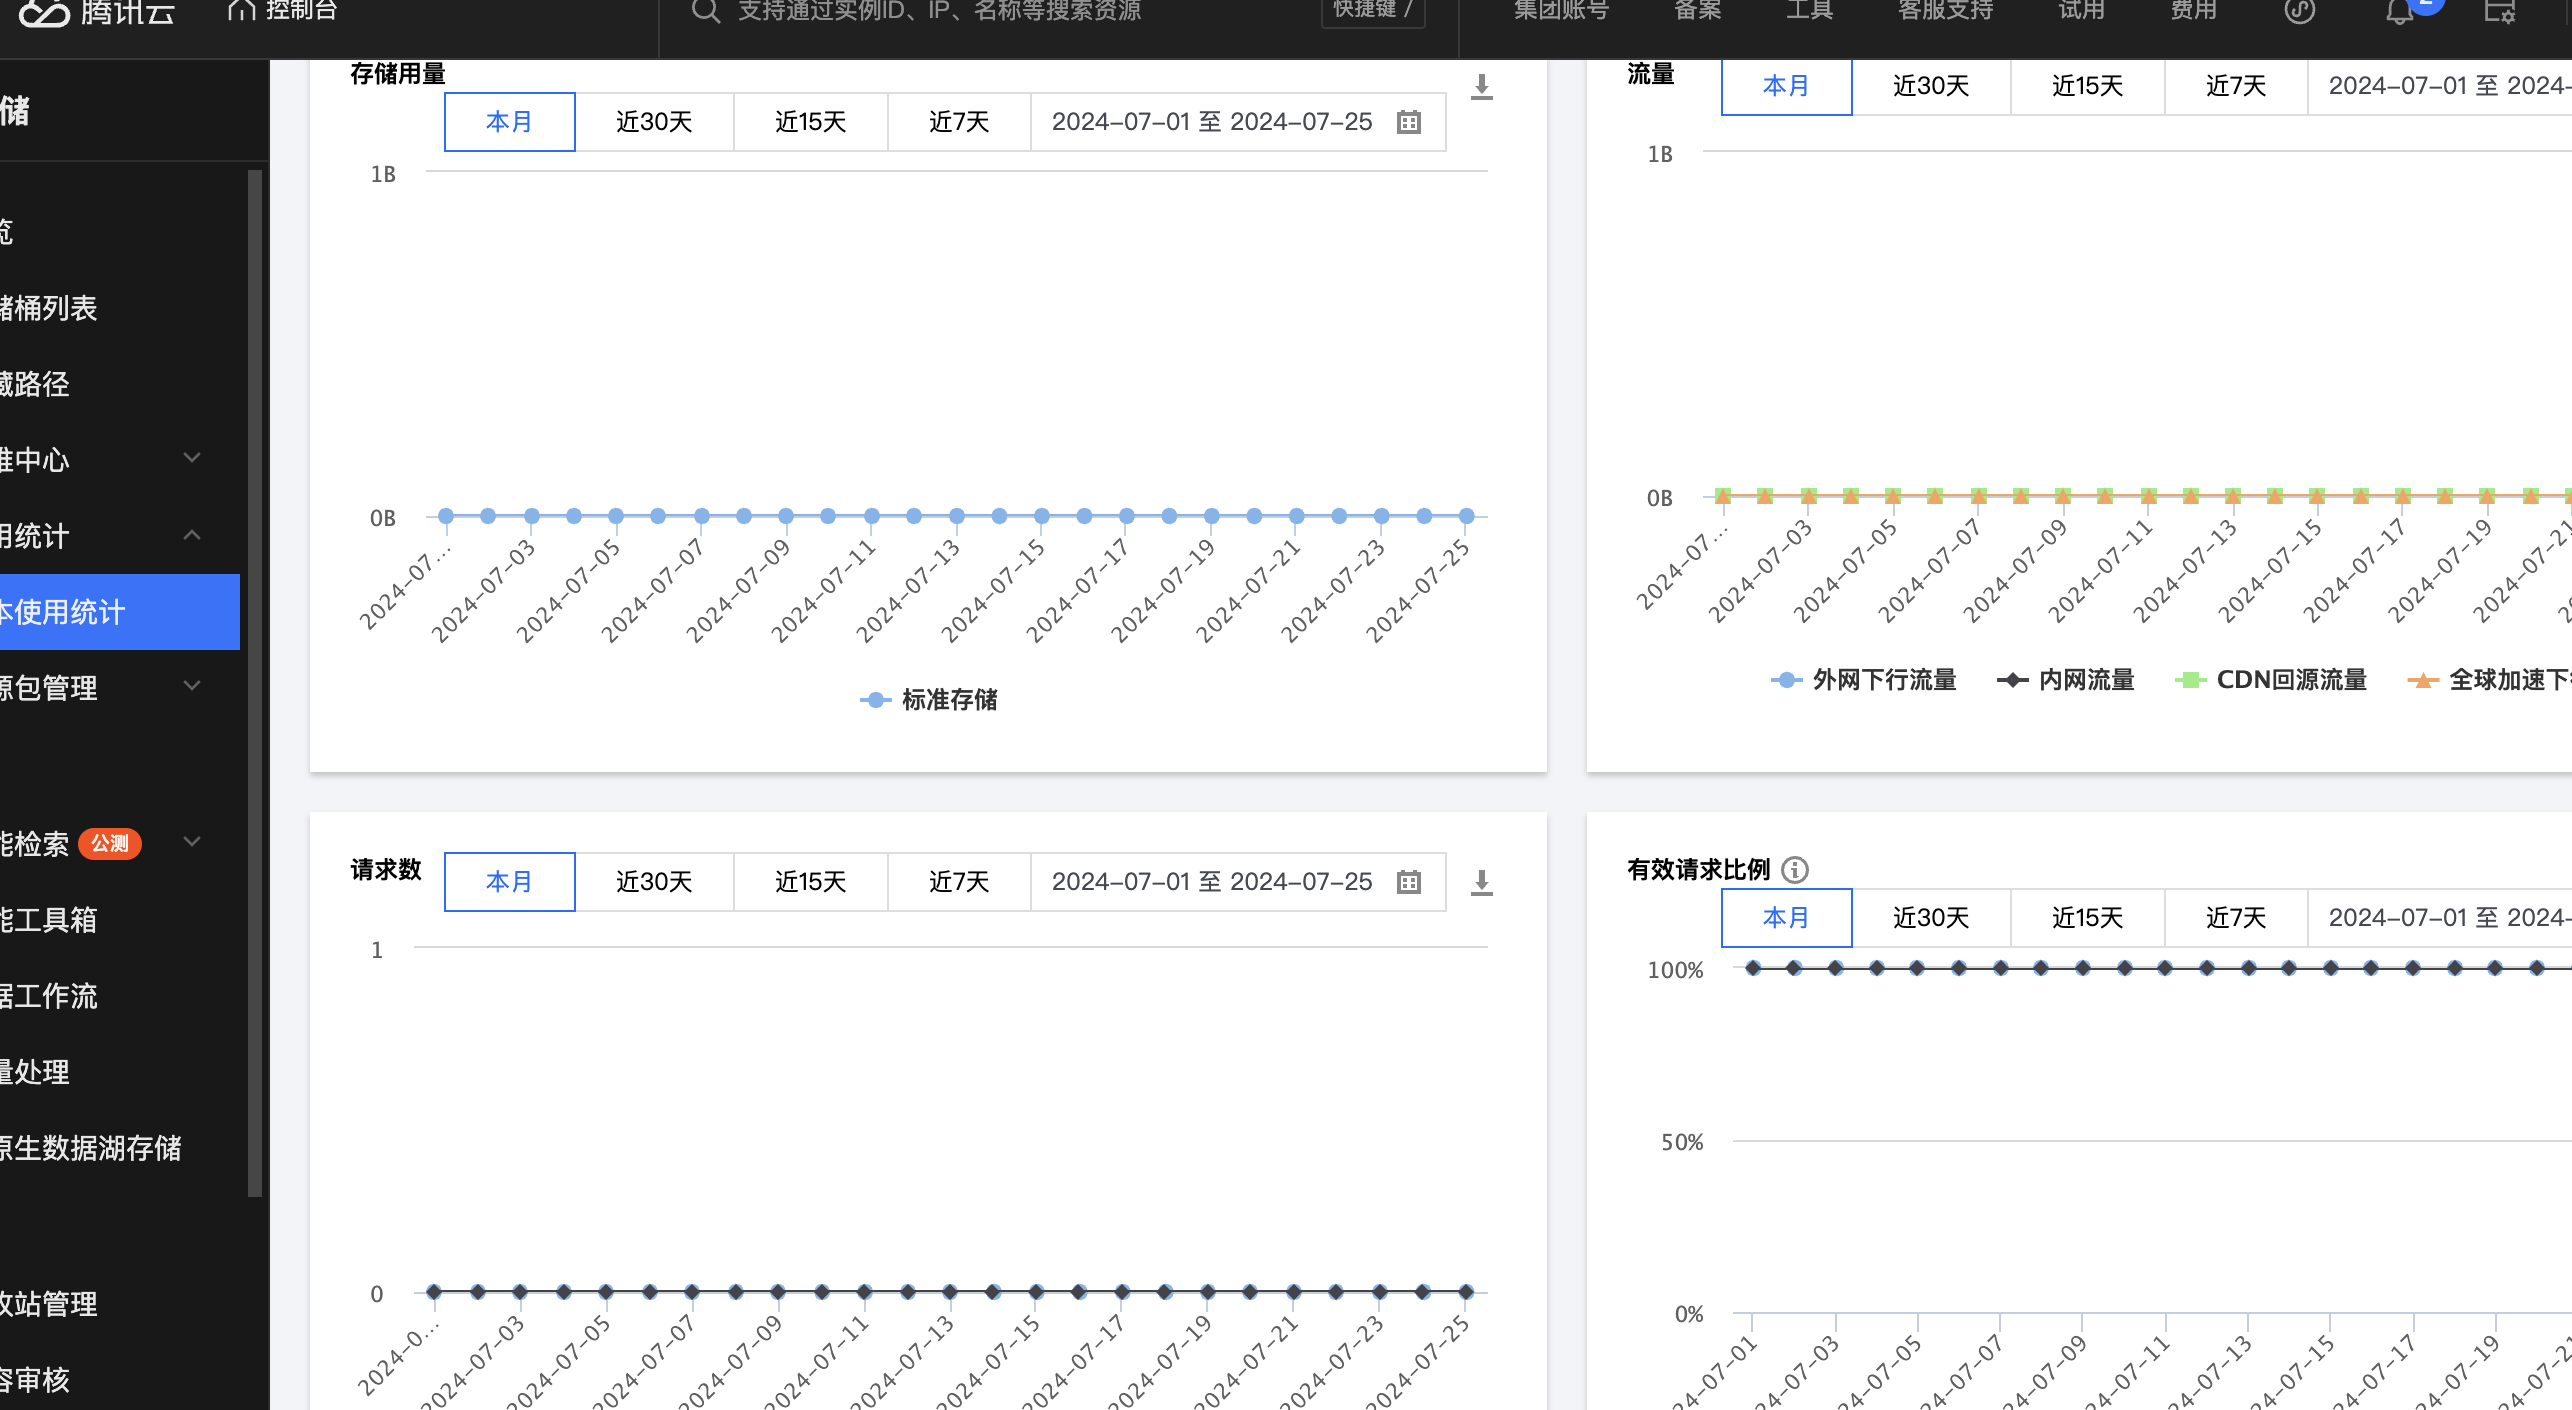 腾讯云
控制台
支持通过实例ID、IP、名称等搜索资源
快捷键 /
集团账号
备案
工具
客服支持
试用
费用
储
览
储桶列表
藏路径
准中心
用统计
本使用统计
源包管理
能检索 公测
能工具箱
据工作流
量处理
原生数据湖存储
收站管理
容审核
存储用量
本月
近30天
近15天
近7天
2024-07-01 至 2024-07-25
1B
0B
2024-07...
2024-07-03
2024-07-05
2024-07-07
2024-07-09
2024-07-11
2024-07-13
2024-07-15
2024-07-17
2024-07-19
2024-07-21
2024-07-23
2024-07-25
标准存储
流量
本月
近30天
近15天
近7天
2024-07-01 至 2024-
1B
0B
2024-07...
2024-07-03
2024-07-05
2024-07-07
2024-07-09
2024-07-11
2024-07-13
2024-07-15
2024-07-17
2024-07-19
2024-07-21
外网下行流量
内网流量
CDN回源流量
全球加速下
请求数
本月
近30天
近15天
近7天
2024-07-01 至 2024-07-25
1
0
2024-0...
2024-07-03
2024-07-05
2024-07-07
2024-07-09
2024-07-11
2024-07-13
2024-07-15
2024-07-17
2024-07-19
2024-07-21
2024-07-23
2024-07-25
有效请求比例
本月
近30天
近15天
近7天
2024-07-01 至 2024-
100%
50%
0%
24-07-01
24-07-03
24-07-05
24-07-07
24-07-09
24-07-11
24-07-13
24-07-15
24-07-17
24-07-19
24-07-21